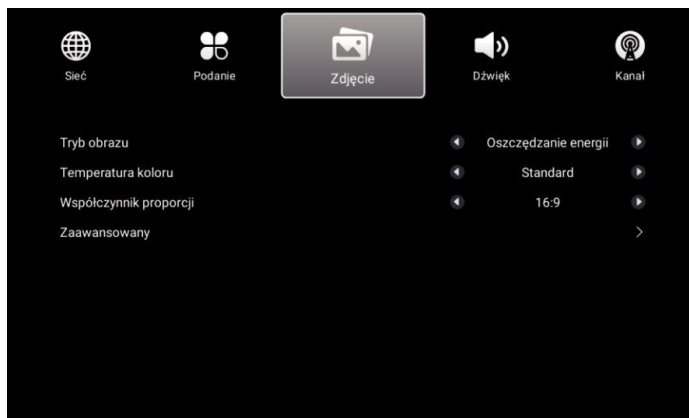 Sieć Podanie Zdjęcie Dźwięk Kanał
Tryb obrazu Oszczędzanie energii
Temperatura koloru Standard
Współczynnik proporcji 16:9
Zaawansowany